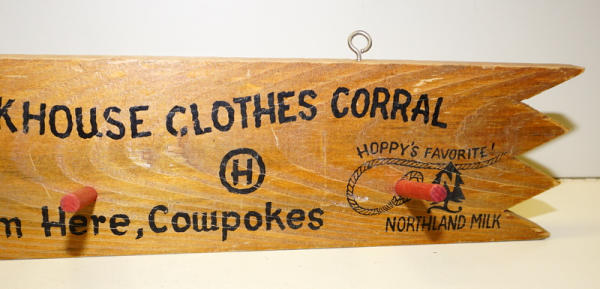 KHOUSE CLOTHES CORRAL
HOPPY'S FAVORITE!
H
m Here, Cowpokes
NORTHLAND MILK